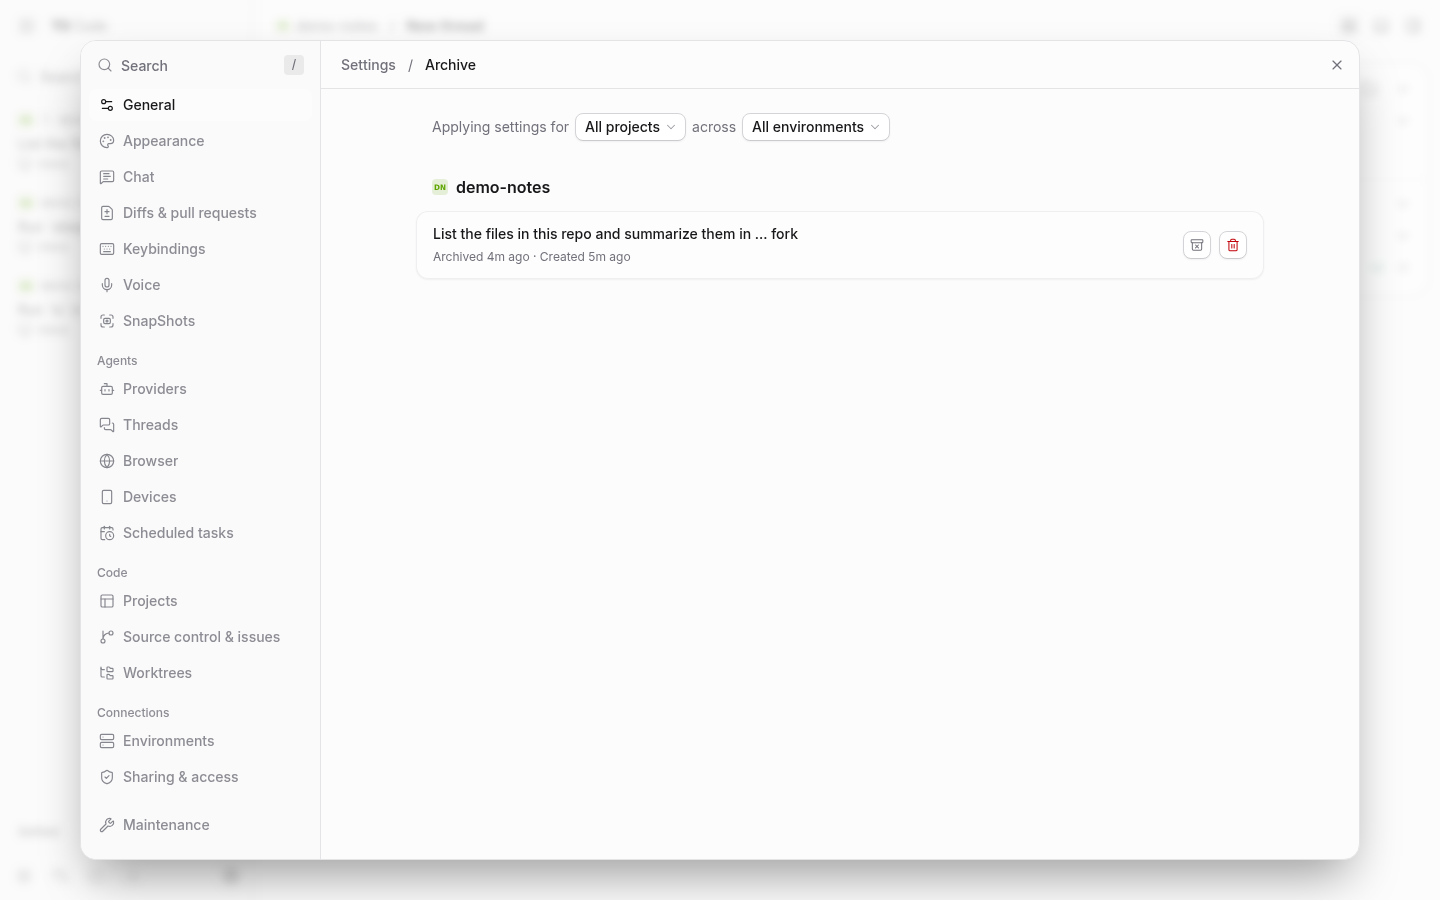 Search /
Settings / Archive
General
Appearance
Chat
Diffs & pull requests
Keybindings
Voice
SnapShots
Agents
Providers
Threads
Browser
Devices
Scheduled tasks
Code
Projects
Source control & issues
Worktrees
Connections
Environments
Sharing & access
Maintenance
Applying settings for All projects across All environments
DN demo-notes
List the files in this repo and summarize them in ... fork
Archived 4m ago · Created 5m ago